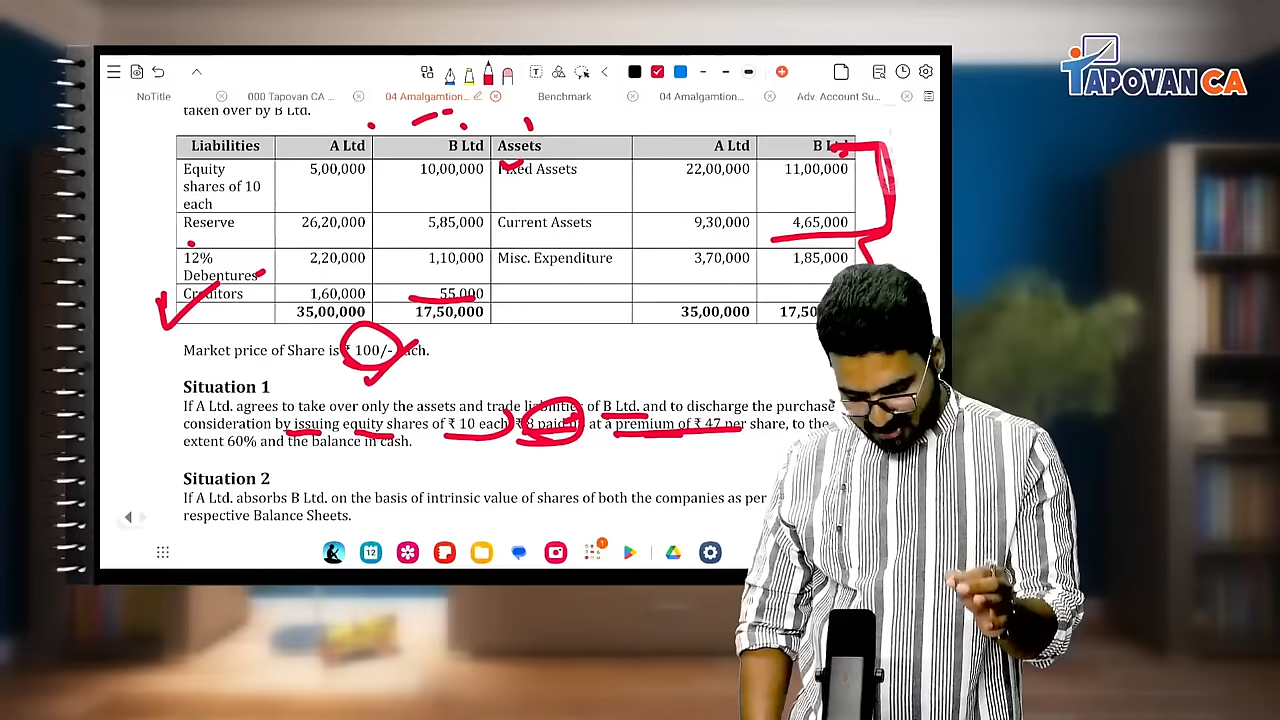 TAPOVAN CA
NoTitle 000 Tapovan CA ... 04 Amalgamtion... Benchmark 04 Amalgamtion... Adv. Account Su...
taken over by B Ltd.
Liabilities A Ltd B Ltd Assets A Ltd B Ltd
Equity shares of 10 each 5,00,000 10,00,000 Fixed Assets 22,00,000 11,00,000
Reserve 26,20,000 5,85,000 Current Assets 9,30,000 4,65,000
12% Debentures 2,20,000 1,10,000 Misc. Expenditure 3,70,000 1,85,000
Creditors 1,60,000 55,000
35,00,000 17,50,000 35,00,000 17,50
Market price of Share is ₹ 100/- each.
Situation 1
If A Ltd. agrees to take over only the assets and trade liabilities of B Ltd. and to discharge the purchase
consideration by issuing equity shares of ₹ 10 each ₹ 8 paid up at a premium of ₹ 47 per share, to the
extent 60% and the balance in cash.
Situation 2
If A Ltd. absorbs B Ltd. on the basis of intrinsic value of shares of both the companies as per
respective Balance Sheets.
12
1